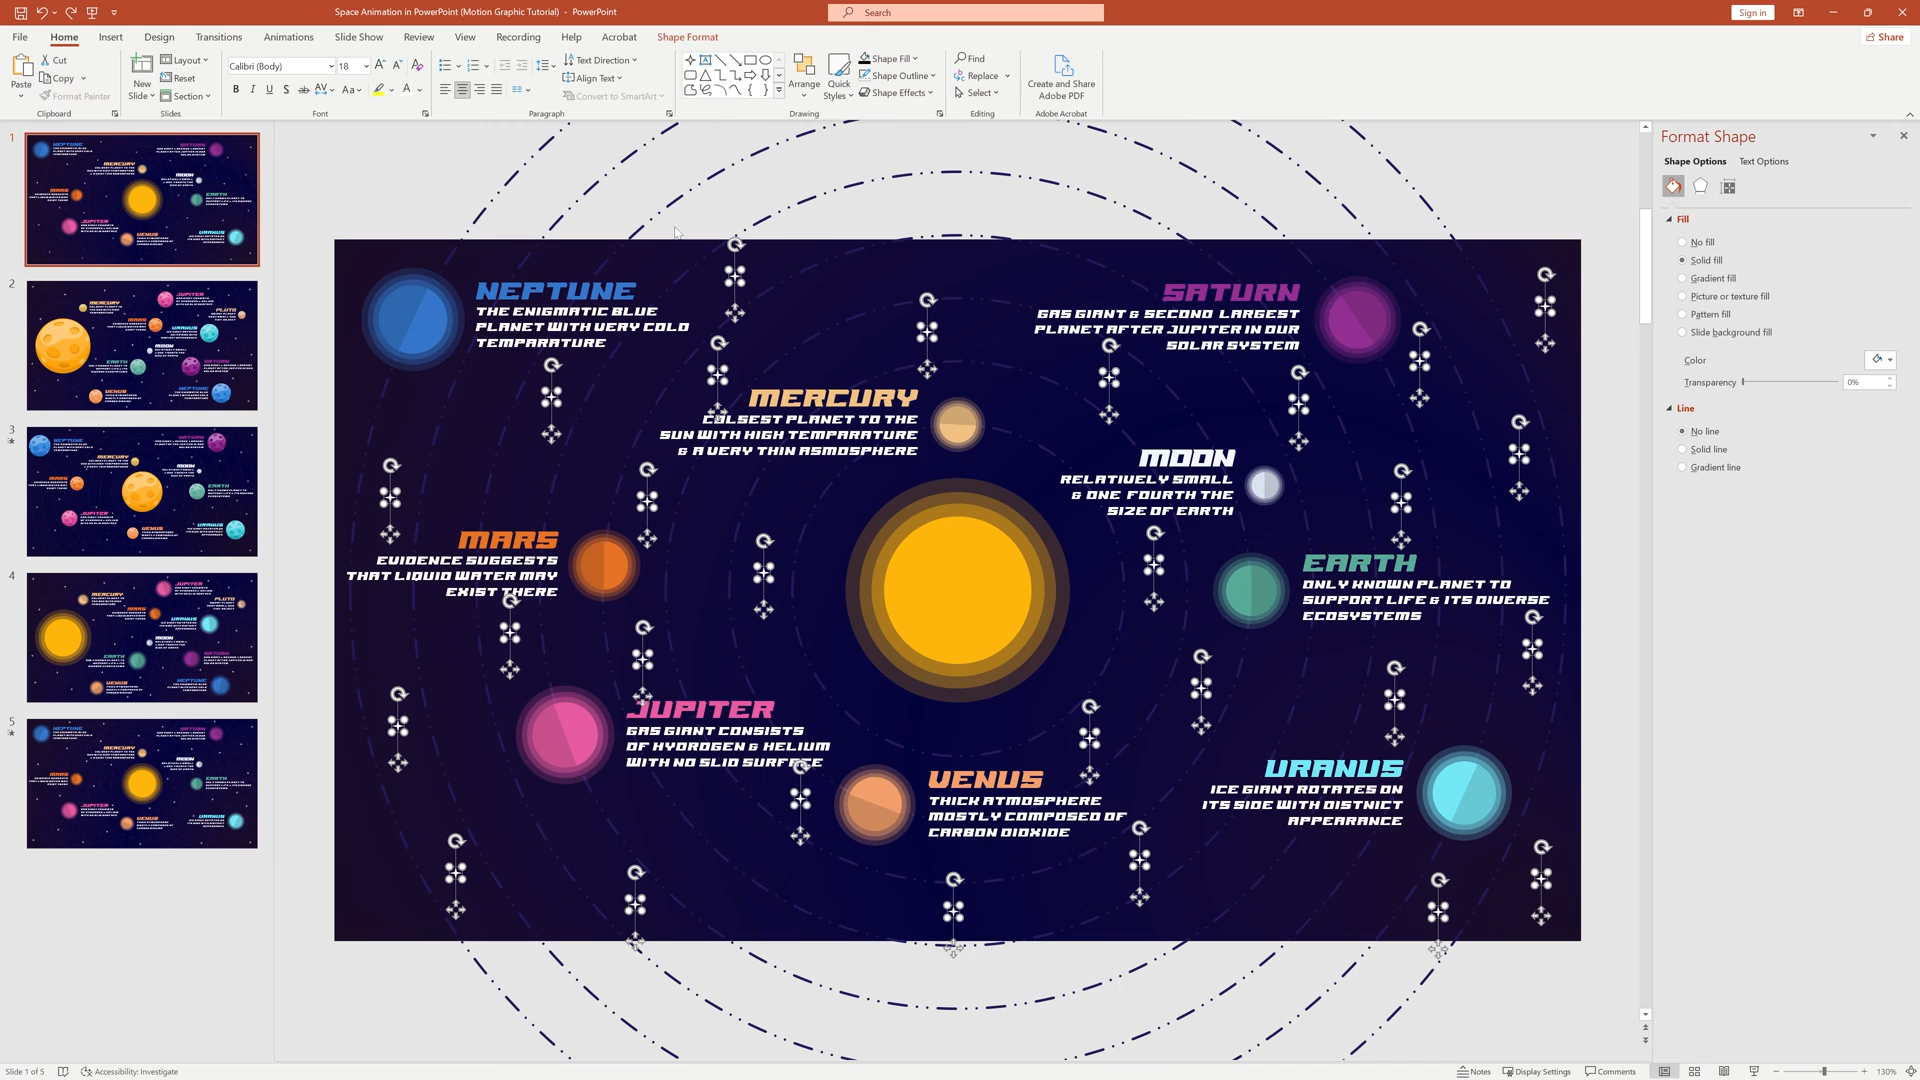 Space Animation in PowerPoint (Motion Graphic Tutorial) - PowerPoint
Search
Sign in
File Home Insert Design Transitions Animations Slide Show Review View Recording Help Acrobat Shape Format
Share
Paste
Cut
Copy
Format Painter
Clipboard
New
Slide
Layout
Reset
Section
Slides
Calibri (Body)
18
Font
Text Direction
Align Text
Convert to SmartArt
Paragraph
Arrange
Quick
Styles
Shape Fill
Shape Outline
Shape Effects
Drawing
Find
Replace
Select
Editing
Create and Share
Adobe PDF
Adobe Acrobat
1
2
3
4
5
NEPTUNE
THE ENIGMATIC BLUE
PLANET WITH VERY COLD
TEMPARATURE
SATURN
GAS GIANT & SECOND LARGEST
PLANET AFTER JUPITER IN OUR
SOLAR SYSTEM
MERCURY
COLSEST PLANET TO THE
SUN WITH HIGH TEMPARATURE
& A VERY THIN ASMOSPHERE
MOON
RELATIVELY SMALL
& ONE FOURTH THE
SIZE OF EARTH
MARS
EVIDENCE SUGGESTS
THAT LIQUID WATER MAY
EXIST THERE
EARTH
ONLY KNOWN PLANET TO
SUPPORT LIFE & ITS DIVERSE
ECOSYSTEMS
JUPITER
GAS GIANT CONSISTS
OF HYDROGEN & HELIUM
WITH NO SLID SURFACE
VENUS
THICK ATMOSPHERE
MOSTLY COMPOSED OF
CARBON DIOXIDE
URANUS
ICE GIANT ROTATES ON
ITS SIDE WITH DISTNICT
APPEARANCE
Format Shape
Shape Options Text Options
Fill
No fill
Solid fill
Gradient fill
Picture or texture fill
Pattern fill
Slide background fill
Color
Transparency
0%
Line
No line
Solid line
Gradient line
Slide 1 of 5
Accessibility: Investigate
Notes
Display Settings
Comments
130%